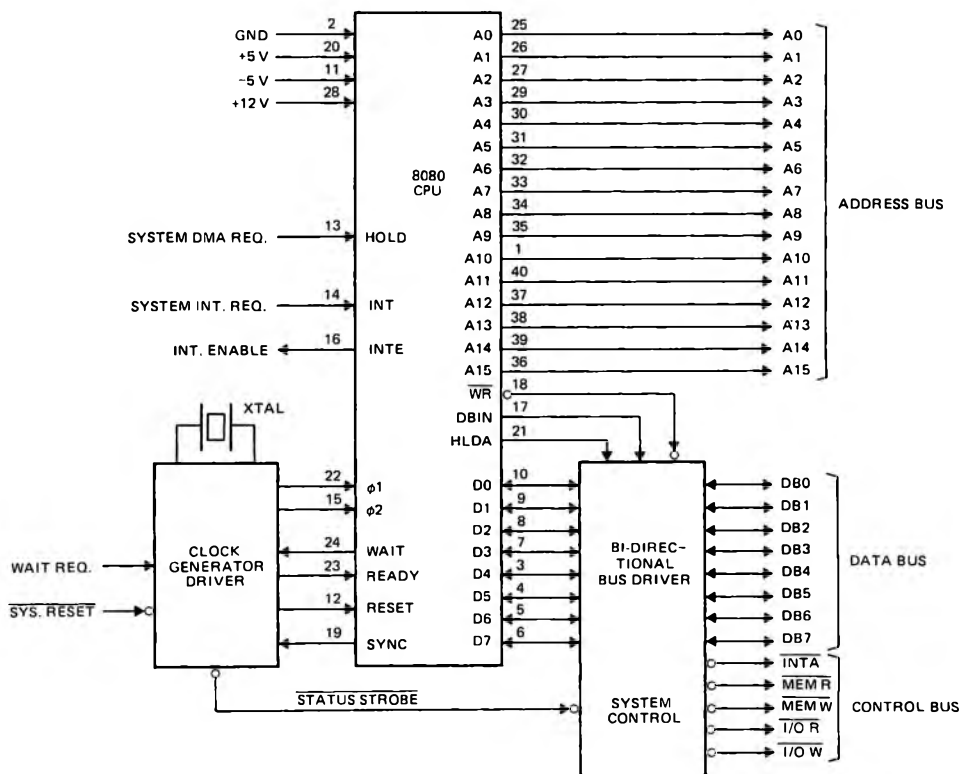 GND 2
+5 V 20
-5 V 11
+12 V 28
8080
CPU
SYSTEM DMA REQ. 13 HOLD
SYSTEM INT. REQ. 14 INT
INT. ENABLE 16 INTE
A0 25 A0
A1 26 A1
A2 27 A2
A3 29 A3
A4 30 A4
A5 31 A5
A6 32 A6
A7 33 A7
A8 34 A8
A9 35 A9
A10 1 A10
A11 40 A11
A12 37 A12
A13 38 A13
A14 39 A14
A15 36 A15
ADDRESS BUS
WR 18
DBIN 17
HLDA 21
XTAL
CLOCK
GENERATOR
DRIVER
WAIT REQ.
SYS. RESET
22 φ1
15 φ2
24 WAIT
23 READY
12 RESET
19 SYNC
STATUS STROBE
D0 10
D1 9
D2 8
D3 7
D4 3
D5 4
D6 5
D7 6
BI-DIREC-
TIONAL
BUS DRIVER
SYSTEM
CONTROL
DB0
DB1
DB2
DB3
DB4
DB5
DB6
DB7
DATA BUS
INTA
MEM R
MEM W
I/O R
I/O W
CONTROL BUS